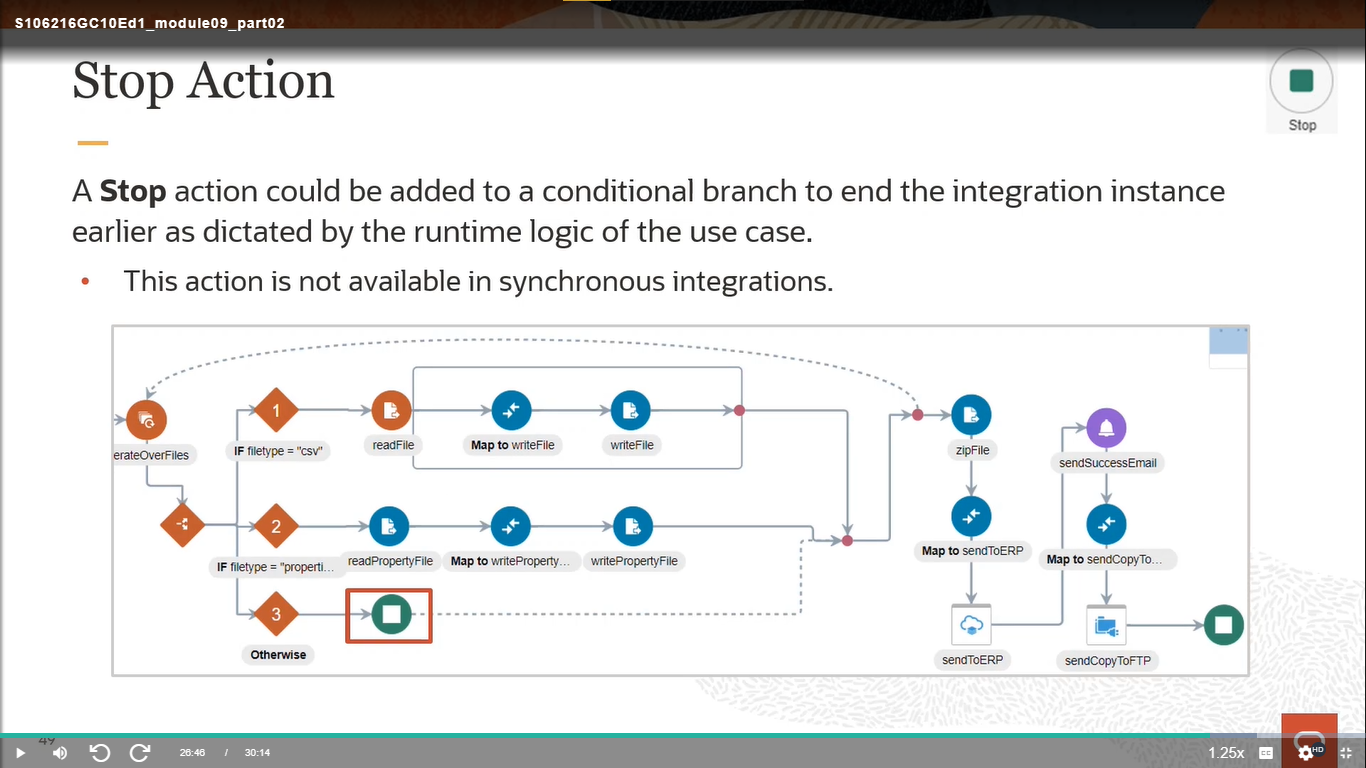 S106216GC10Ed1_module09_part02
Stop Action
Stop
A Stop action could be added to a conditional branch to end the integration instance
earlier as dictated by the runtime logic of the use case.
• This action is not available in synchronous integrations.
erateOverFiles
1
IF filetype = "csv"
readFile
Map to writeFile
writeFile
2
IF filetype = "properti...
readPropertyFile
Map to writeProperty...
writePropertyFile
3
Otherwise
zipFile
Map to sendToERP
sendToERP
sendSuccessEmail
Map to sendCopyTo...
sendCopyToFTP
49
26:46 / 30:14
1.25x
CC
HD